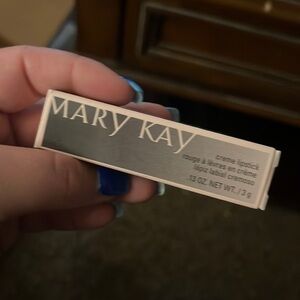 MARY KAY
creme lipstick
rouge à lèvres en crème
lápiz labial cremoso
.13 OZ. NET WT. / 3 g